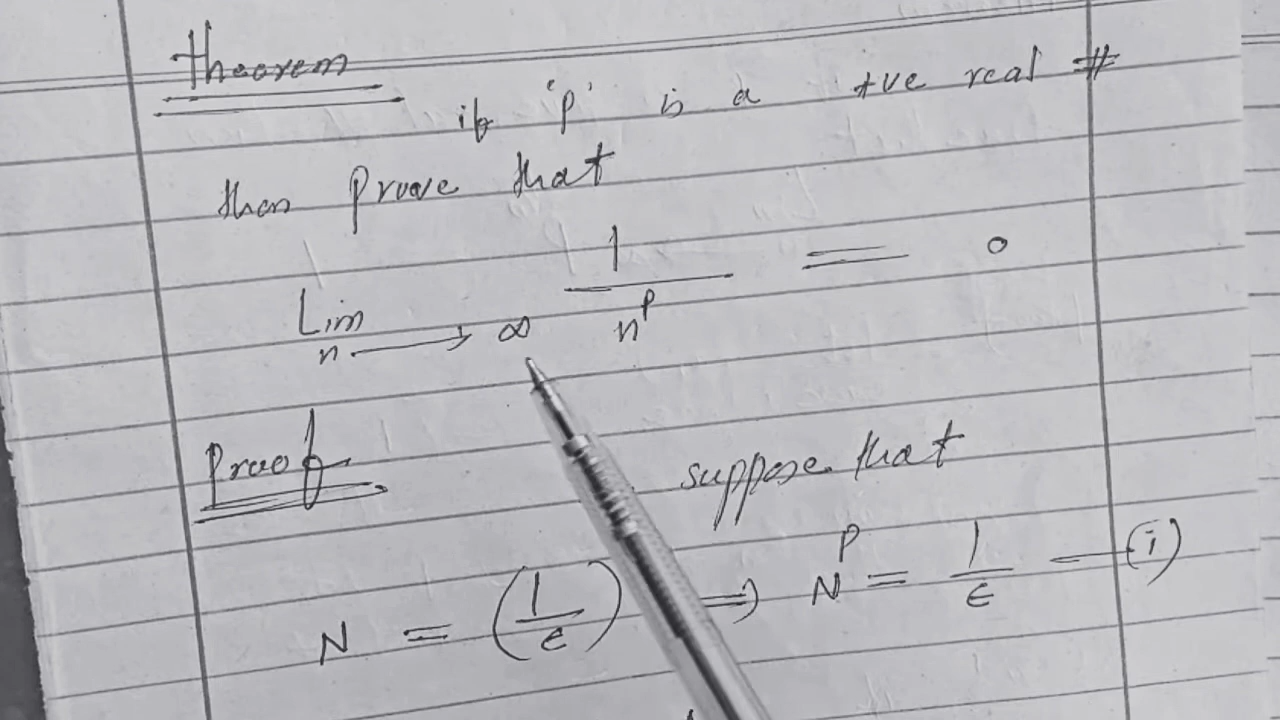 Theorem
if 'p' is a +ve real #
then Prove that
Lim n → ∞ 1/n^p = 0
Proof suppose that
N = (1/ϵ) ⇒ N^p = 1/ϵ — (i)